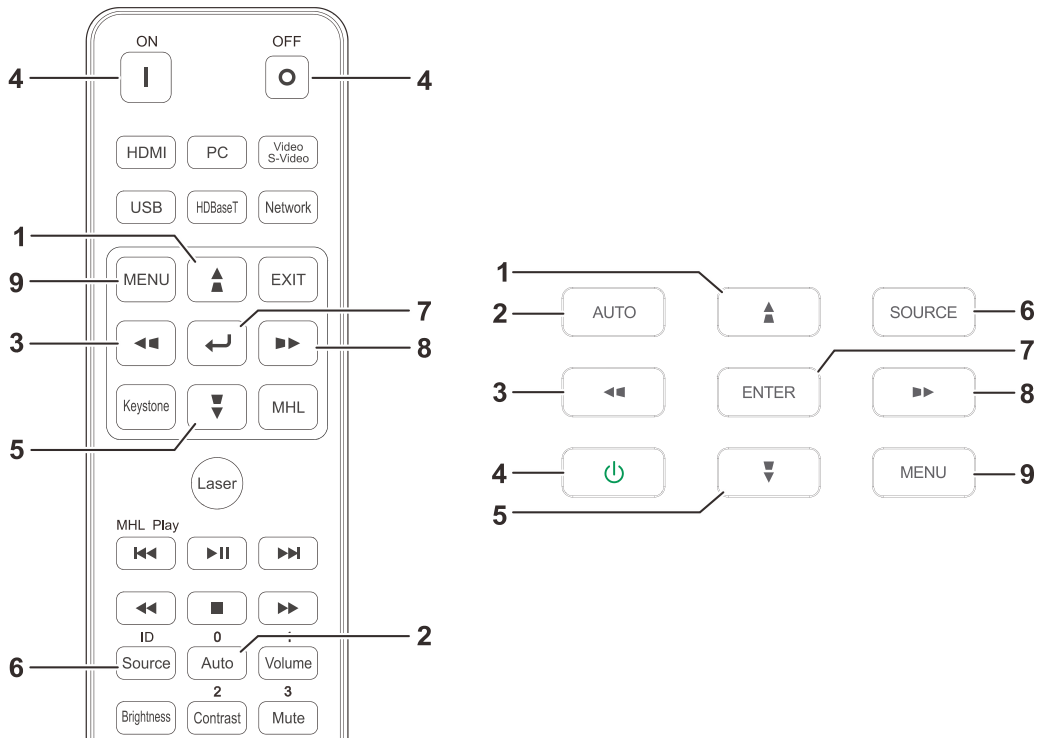 ON OFF
4 4
HDMI PC Video
S-Video
USB HDBaseT Network
1
9 MENU EXIT
7
3 8
Keystone MHL
5
Laser
MHL Play
ID 0
2
6 Source Auto Volume
2 3
Brightness Contrast Mute
1
2 AUTO SOURCE 6
7
3 ENTER 8
4 MENU 9
5